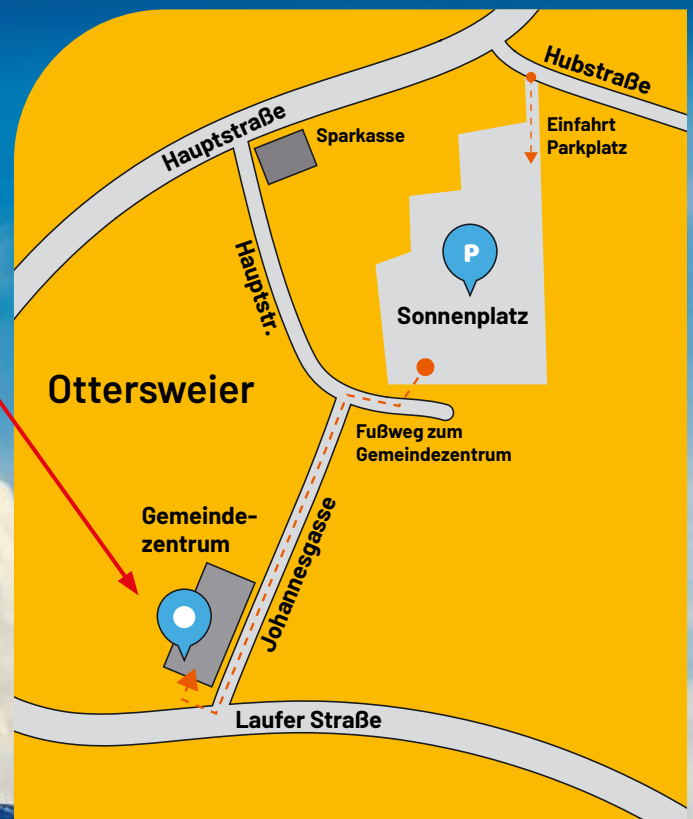 Hubstraße
Hauptstraße
Sparkasse
Einfahrt
Parkplatz
Hauptstr.
P
Sonnenplatz
Ottersweier
Fußweg zum
Gemeindezentrum
Gemeinde-
zentrum
Johannesgasse
Laufer Straße